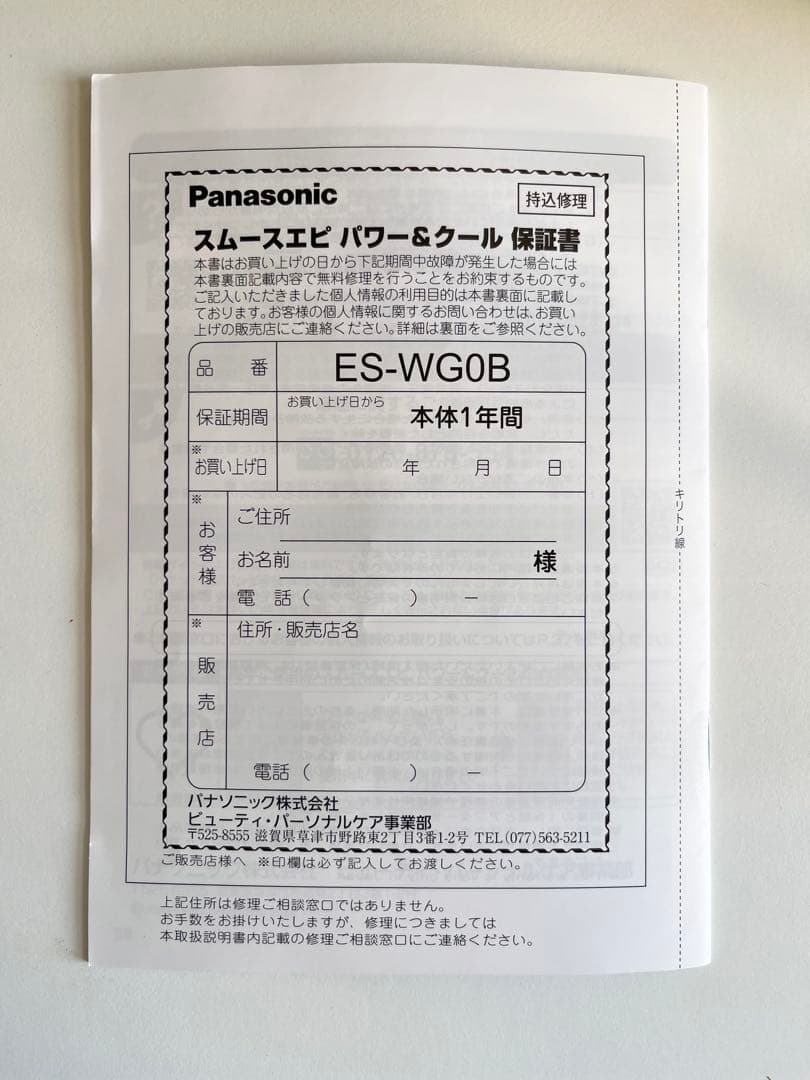 Panasonic
持込修理
スムースエピ パワー＆クール 保証書
本書はお買い上げの日から下記期間中故障が発生した場合には
本書裏面記載内容で無料修理を行うことをお約束するものです。
ご記入いただきました個人情報の利用目的は本書裏面に記載し
ております。お客様の個人情報に関するお問い合わせは、お買い
上げの販売店にご連絡ください。詳細は裏面をご参照ください。
品 番 ES-WG0B
保証期間 お買い上げ日から 本体1年間
※お買い上げ日 年 月 日
※お客様
ご住所
お名前 様
電 話 ( ) －
※販売店
住所・販売店名
電話 ( ) －
パナソニック株式会社
ビューティ・パーソナルケア事業部
〒525-8555 滋賀県草津市野路東2丁目3番1-2号 TEL(077)563-5211
ご販売店様へ ※印欄は必ず記入してお渡しください。
上記住所は修理ご相談窓口ではありません。
お手数をお掛けいたしますが、修理につきましては
本取扱説明書内記載の修理ご相談窓口にご連絡ください。
キリトリ線